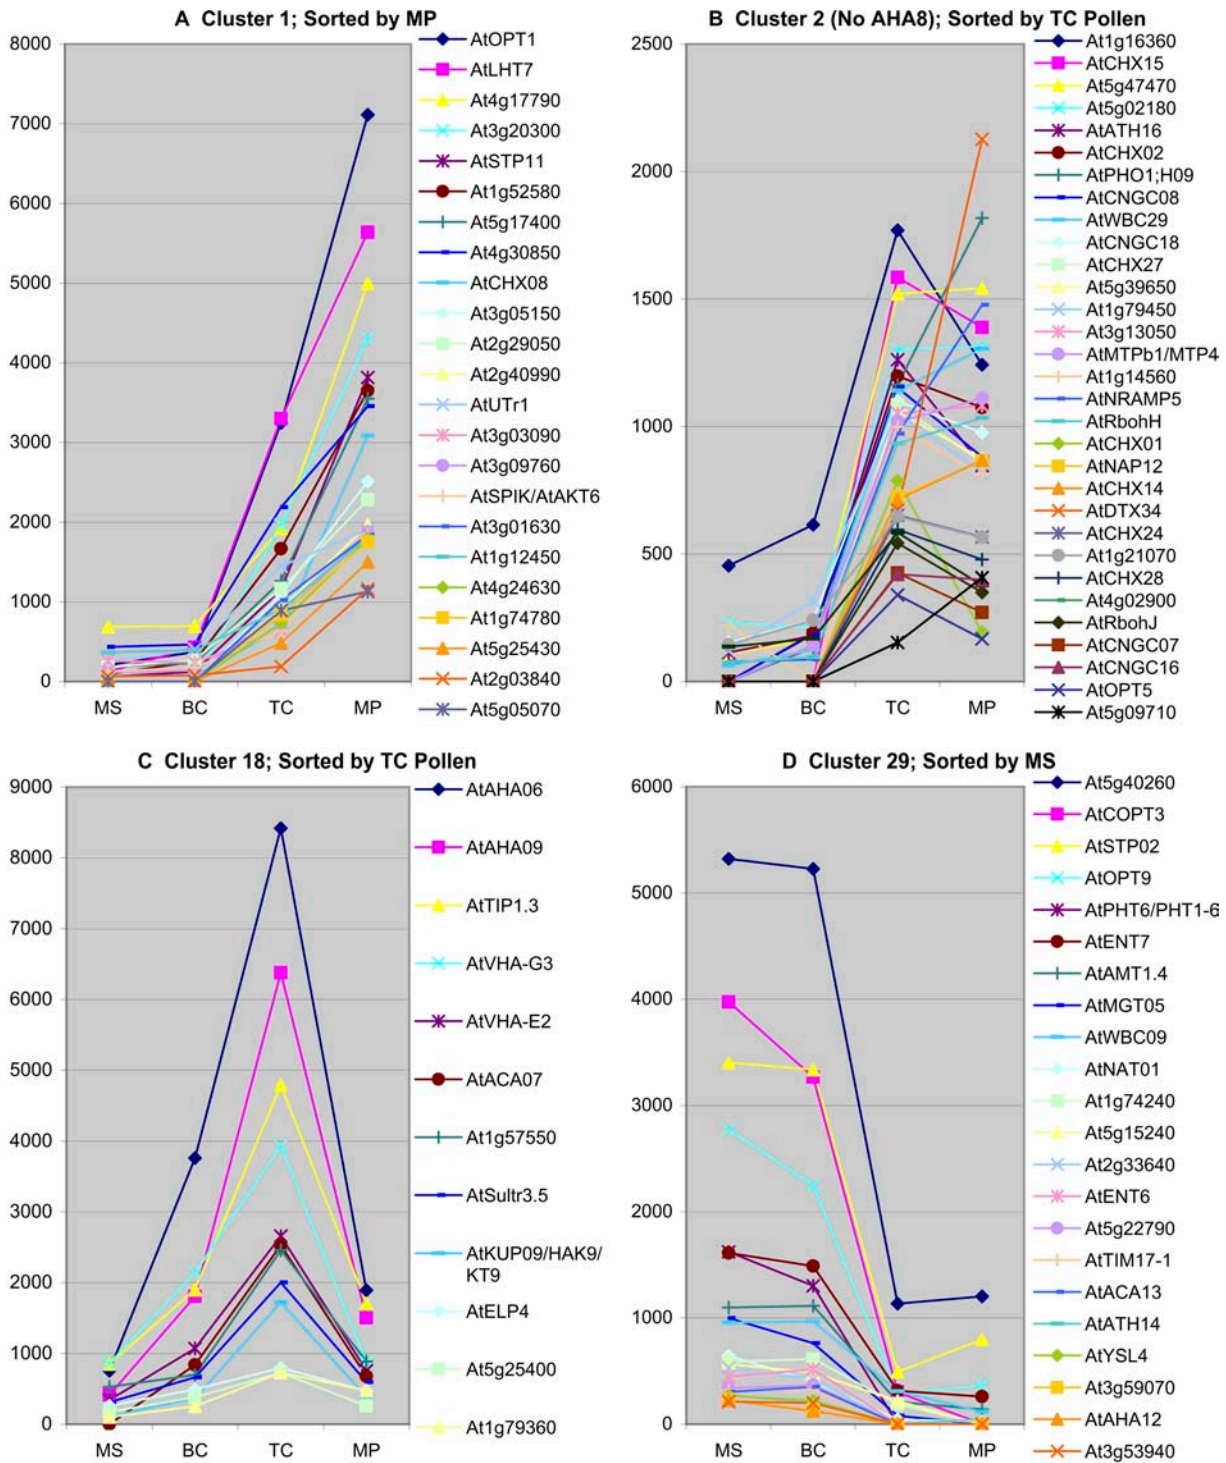 A Cluster 1; Sorted by MP
8000
7000
6000
5000
4000
3000
2000
1000
0
MS BC TC MP
AtOPT1
AtLHT7
At4g17790
At3g20300
AtSTP11
At1g52580
At5g17400
At4g30850
AtCHX08
At3g05150
At2g29050
At2g40990
AtUTr1
At3g03090
At3g09760
AtSPIK/AtAKT6
At3g01630
At1g12450
At4g24630
At1g74780
At5g25430
At2g03840
At5g05070
B Cluster 2 (No AHA8); Sorted by TC Pollen
2500
2000
1500
1000
500
0
MS BC TC MP
At1g16360
AtCHX15
At5g47470
At5g02180
AtATH16
AtCHX02
AtPHO1;H09
AtCNGC08
AtWBC29
AtCNGC18
AtCHX27
At5g39650
At1g79450
At3g13050
AtMTPb1/MTP4
At1g14560
AtNRAMP5
AtRbohH
AtCHX01
AtNAP12
AtCHX14
AtDTX34
AtCHX24
At1g21070
AtCHX28
At4g02900
AtRbohJ
AtCNGC07
AtCNGC16
AtOPT5
At5g09710
C Cluster 18; Sorted by TC Pollen
9000
8000
7000
6000
5000
4000
3000
2000
1000
0
MS BC TC MP
AtAHA06
AtAHA09
AtTIP1.3
AtVHA-G3
AtVHA-E2
AtACA07
At1g57550
AtSultr3.5
AtKUP09/HAK9/
KT9
AtELP4
At5g25400
At1g79360
D Cluster 29; Sorted by MS
6000
5000
4000
3000
2000
1000
0
MS BC TC MP
At5g40260
AtCOPT3
AtSTP02
AtOPT9
AtPHT6/PHT1-6
AtENT7
AtAMT1.4
AtMGT05
AtWBC09
AtNAT01
At1g74240
At5g15240
At2g33640
AtENT6
At5g22790
AtTIM17-1
AtACA13
AtATH14
AtYSL4
At3g59070
AtAHA12
At3g53940